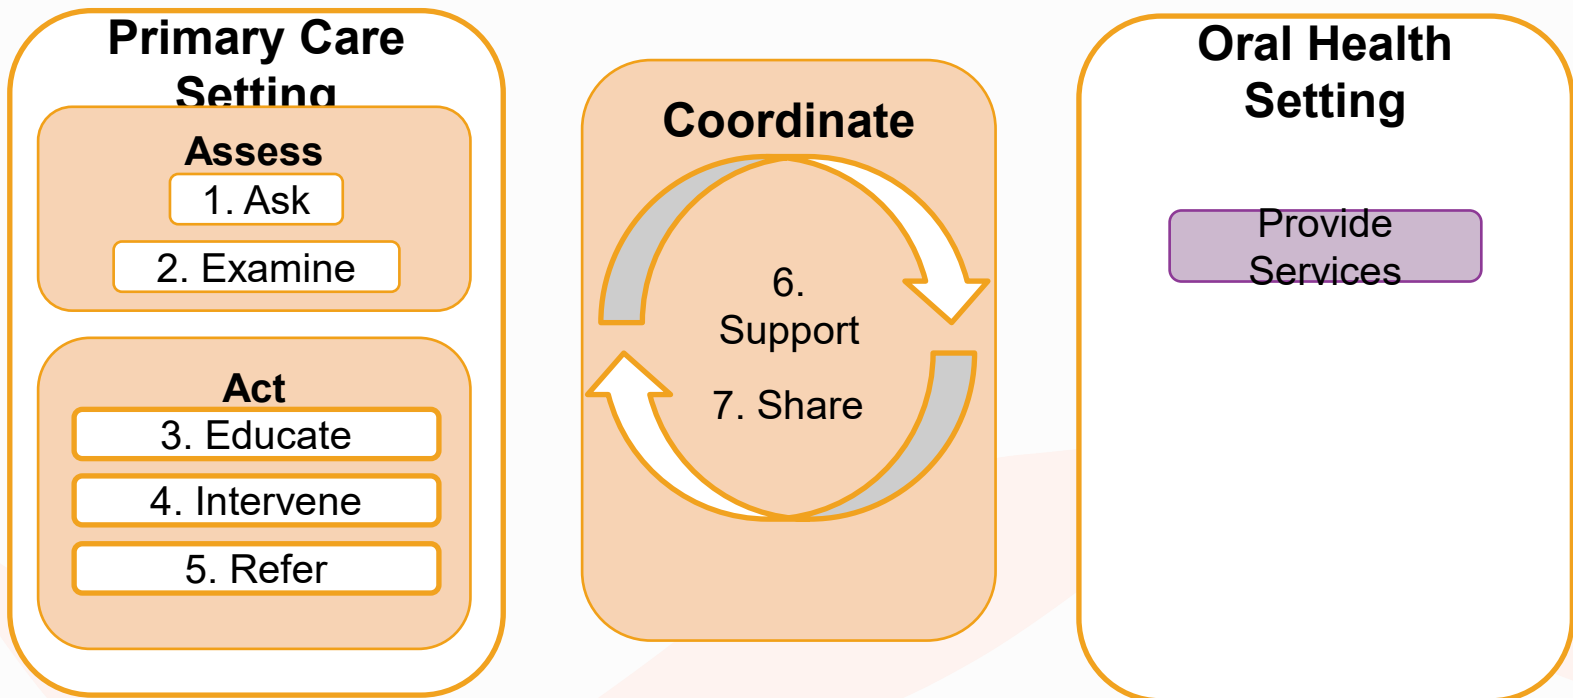 Primary Care
Setting
Assess
1. Ask
2. Examine
Act
3. Educate
4. Intervene
5. Refer
Coordinate
6.
Support
7. Share
Oral Health
Setting
Provide
Services